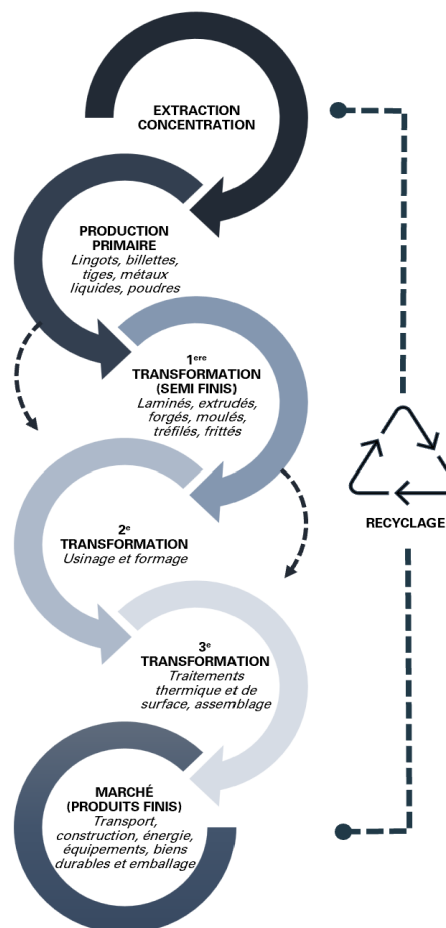 EXTRACTION
CONCENTRATION
PRODUCTION
PRIMAIRE
Lingots, billettes,
tiges, métaux
liquides, poudres
1ere
TRANSFORMATION
(SEMI FINIS)
Laminés, extrudés,
forgés, moulés,
tréfilés, frittés
RECYCLAGE
2e
TRANSFORMATION
Usinage et formage
3e
TRANSFORMATION
Traitements
thermique et de
surface, assemblage
MARCHÉ
(PRODUITS FINIS)
Transport,
construction, énergie,
équipements, biens
durables et emballage